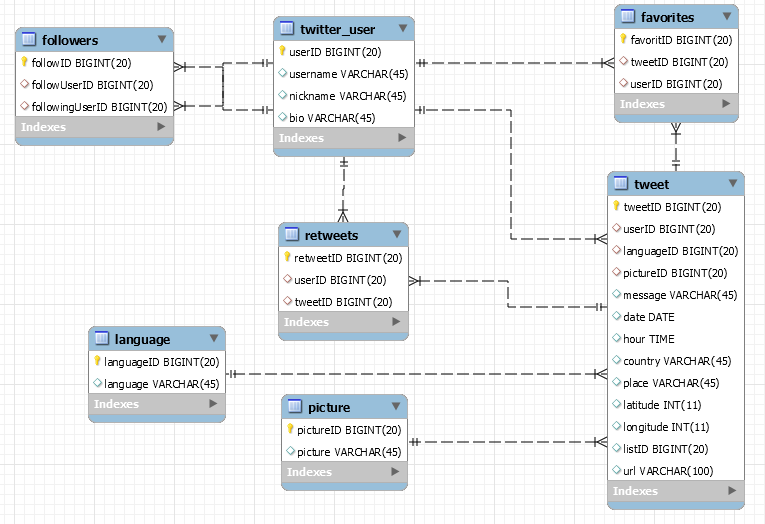 followers
followID BIGINT(20)
followUserID BIGINT(20)
followingUserID BIGINT(20)
Indexes
twitter_user
userID BIGINT(20)
username VARCHAR(45)
nickname VARCHAR(45)
bio VARCHAR(45)
Indexes
favorites
favoritID BIGINT(20)
tweetID BIGINT(20)
userID BIGINT(20)
Indexes
retweets
retweetID BIGINT(20)
userID BIGINT(20)
tweetID BIGINT(20)
Indexes
tweet
tweetID BIGINT(20)
userID BIGINT(20)
languageID BIGINT(20)
pictureID BIGINT(20)
message VARCHAR(45)
date DATE
hour TIME
country VARCHAR(45)
place VARCHAR(45)
latitude INT(11)
longitude INT(11)
listID BIGINT(20)
url VARCHAR(100)
Indexes
language
languageID BIGINT(20)
language VARCHAR(45)
Indexes
picture
pictureID BIGINT(20)
picture VARCHAR(45)
Indexes